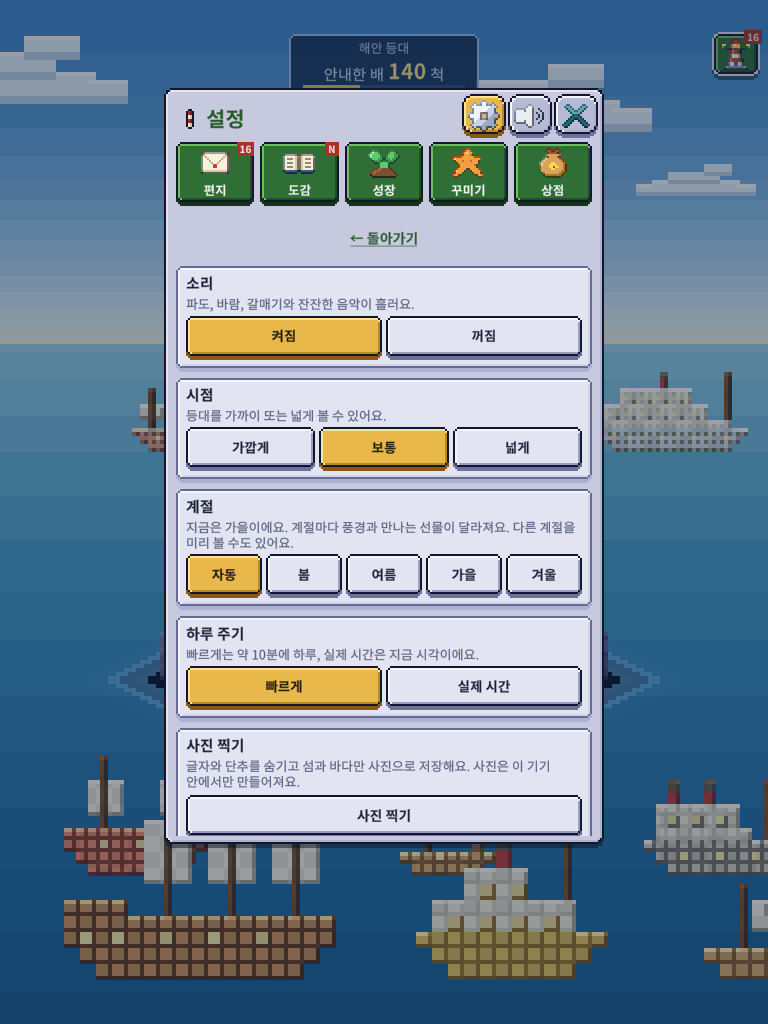 해안 등대
안내한 배 140 척
16
설정
16
N
편지
도감
성장
꾸미기
상점
← 돌아가기
소리
파도, 바람, 갈매기와 잔잔한 음악이 흘러요.
켜짐
꺼짐
시점
등대를 가까이 또는 넓게 볼 수 있어요.
가깝게
보통
넓게
계절
지금은 가을이에요. 계절마다 풍경과 만나는 선물이 달라져요. 다른 계절을
미리 볼 수도 있어요.
자동
봄
여름
가을
겨울
하루 주기
빠르게는 약 10분에 하루, 실제 시간은 지금 시각이에요.
빠르게
실제 시간
사진 찍기
글자와 단추를 숨기고 섬과 바다만 사진으로 저장해요. 사진은 이 기기
안에서만 만들어져요.
사진 찍기